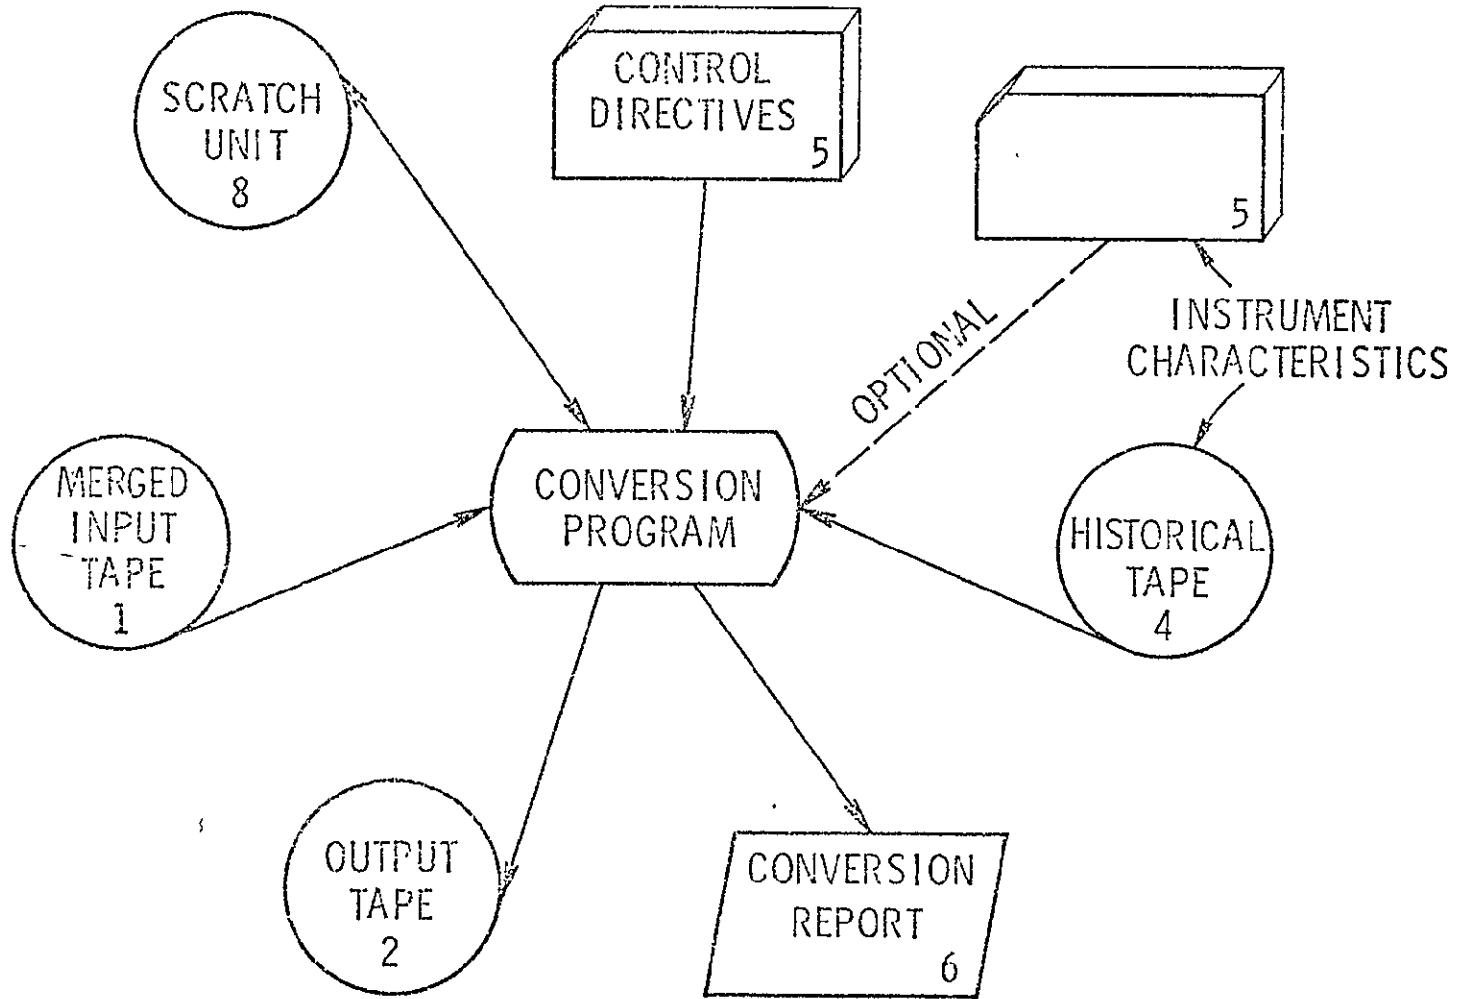 SCRATCH
UNIT
8
CONTROL
DIRECTIVES
5
5
INSTRUMENT
CHARACTERISTICS
OPTIONAL
MERGED
INPUT
TAPE
1
CONVERSION
PROGRAM
HISTORICAL
TAPE
4
OUTPUT
TAPE
2
CONVERSION
REPORT
6